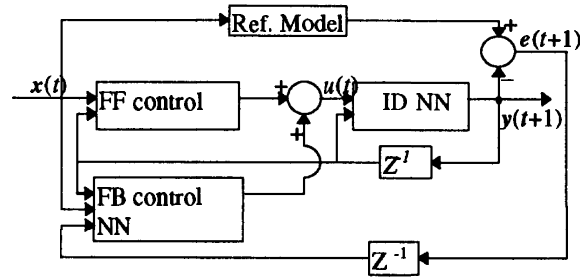 Ref. Model
+
e(t+1)
x(t)
FF control
+
u(t)
ID NN
−
y(t+1)
+
Z⁻¹
FB control
NN
Z⁻¹